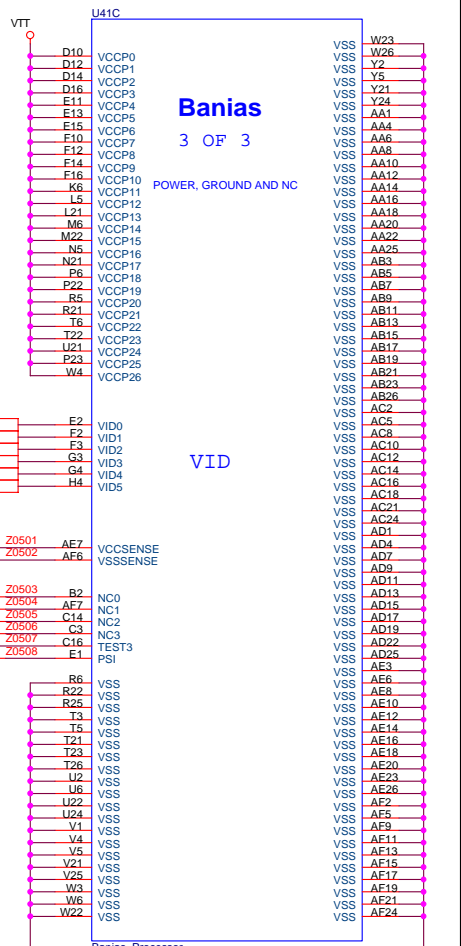 U41C
VTT
Banias
3 OF 3
POWER, GROUND AND NC
D10 VCCP0
D12 VCCP1
D14 VCCP2
D16 VCCP3
E11 VCCP4
E13 VCCP5
E15 VCCP6
F10 VCCP7
F12 VCCP8
F14 VCCP9
F16 VCCP10
K6 VCCP11
L5 VCCP12
L21 VCCP13
M6 VCCP14
M22 VCCP15
N5 VCCP16
N21 VCCP17
P6 VCCP18
P22 VCCP19
R5 VCCP20
R21 VCCP21
T6 VCCP22
T22 VCCP23
U21 VCCP24
P23 VCCP25
W4 VCCP26
VID
E2 VID0
F2 VID1
F3 VID2
G3 VID3
G4 VID4
H4 VID5
Z0501 AE7 VCCSENSE
Z0502 AF6 VSSSENSE
Z0503 B2 NC0
Z0504 AF7 NC1
Z0505 C14 NC2
Z0506 C3 NC3
Z0507 C16 TEST3
Z0508 E1 PSI
R6 VSS
R22 VSS
R25 VSS
T3 VSS
T5 VSS
T21 VSS
T23 VSS
T26 VSS
U2 VSS
U6 VSS
U22 VSS
U24 VSS
V1 VSS
V4 VSS
V5 VSS
V21 VSS
V25 VSS
W3 VSS
W6 VSS
W22 VSS
VSS W23
VSS W26
VSS Y2
VSS Y5
VSS Y21
VSS Y24
VSS AA1
VSS AA4
VSS AA6
VSS AA8
VSS AA10
VSS AA12
VSS AA14
VSS AA16
VSS AA18
VSS AA20
VSS AA22
VSS AA25
VSS AB3
VSS AB5
VSS AB7
VSS AB9
VSS AB11
VSS AB13
VSS AB15
VSS AB17
VSS AB19
VSS AB21
VSS AB23
VSS AB26
VSS AC2
VSS AC5
VSS AC8
VSS AC10
VSS AC12
VSS AC14
VSS AC16
VSS AC18
VSS AC21
VSS AC24
VSS AD1
VSS AD4
VSS AD7
VSS AD9
VSS AD11
VSS AD13
VSS AD15
VSS AD17
VSS AD19
VSS AD22
VSS AD25
VSS AE3
VSS AE6
VSS AE8
VSS AE10
VSS AE12
VSS AE14
VSS AE16
VSS AE18
VSS AE20
VSS AE23
VSS AE26
VSS AF2
VSS AF5
VSS AF9
VSS AF11
VSS AF13
VSS AF15
VSS AF17
VSS AF19
VSS AF21
VSS AF24
Banias_Processor